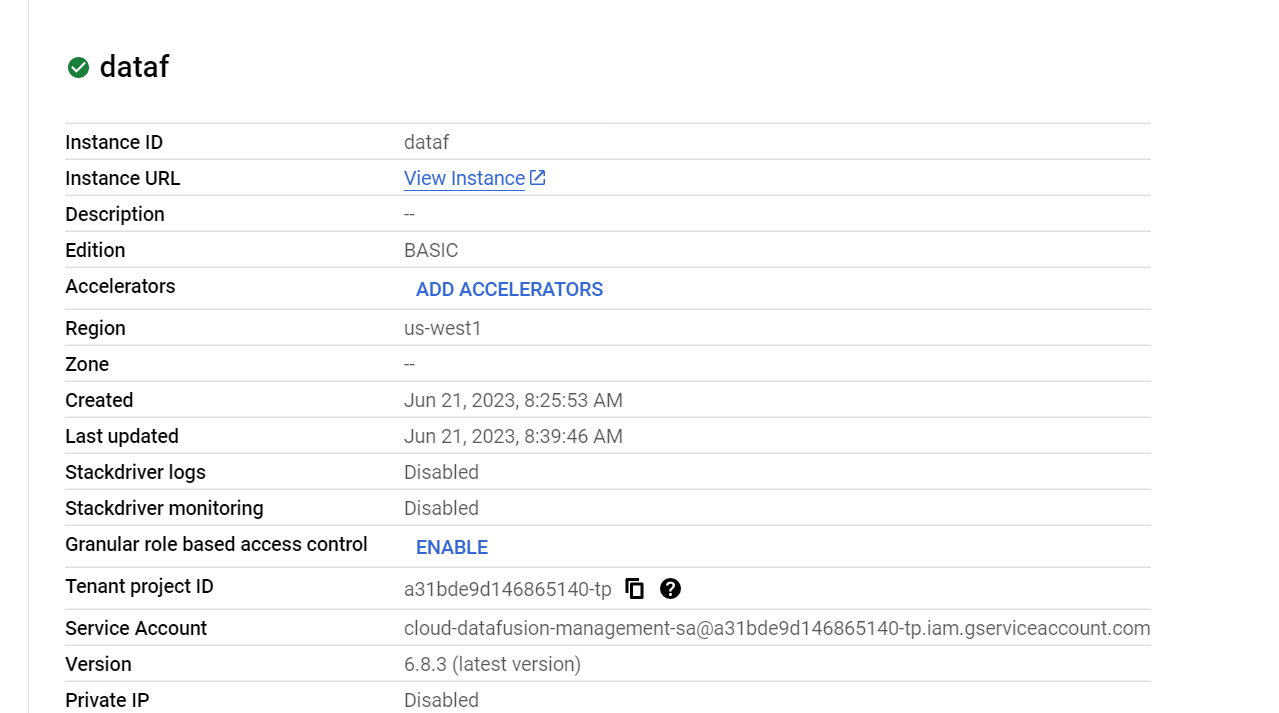 dataf
Instance ID dataf
Instance URL View Instance
Description --
Edition BASIC
Accelerators ADD ACCELERATORS
Region us-west1
Zone --
Created Jun 21, 2023, 8:25:53 AM
Last updated Jun 21, 2023, 8:39:46 AM
Stackdriver logs Disabled
Stackdriver monitoring Disabled
Granular role based access control ENABLE
Tenant project ID a31bde9d146865140-tp
Service Account cloud-datafusion-management-sa@a31bde9d146865140-tp.iam.gserviceaccount.com
Version 6.8.3 (latest version)
Private IP Disabled